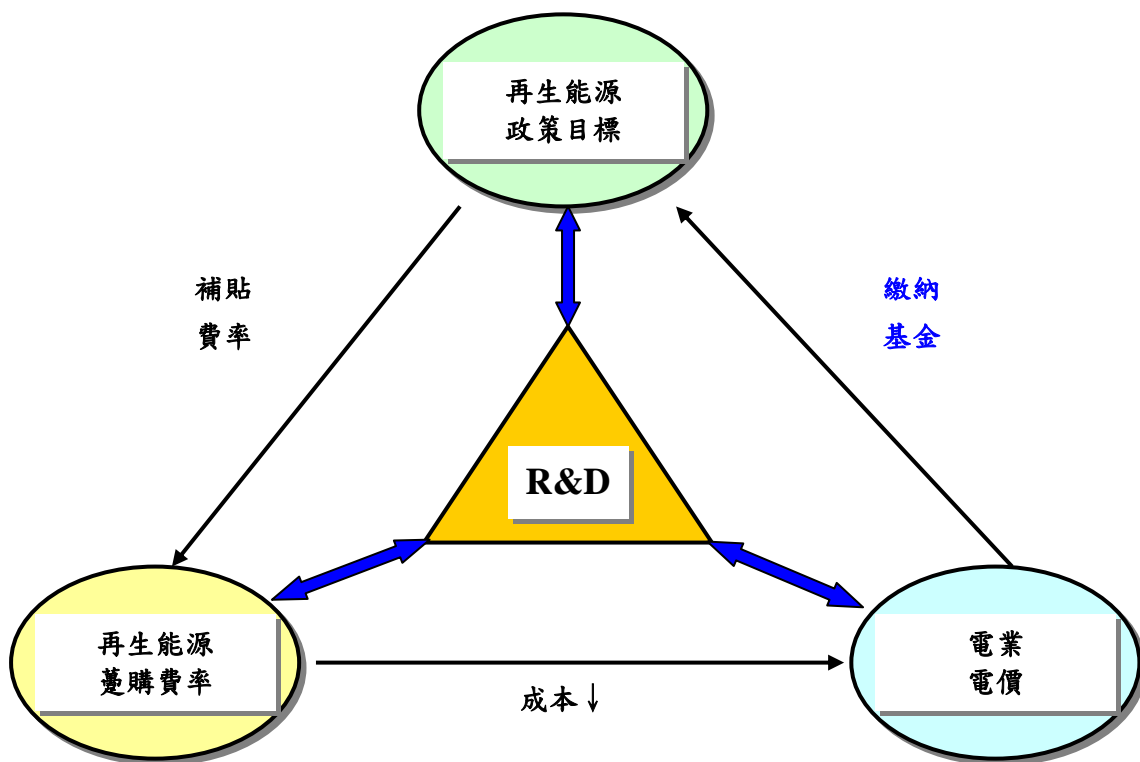 再生能源
政策目標
補貼
費率
繳納
基金
R&D
再生能源
躉購費率
成本↓
電業
電價